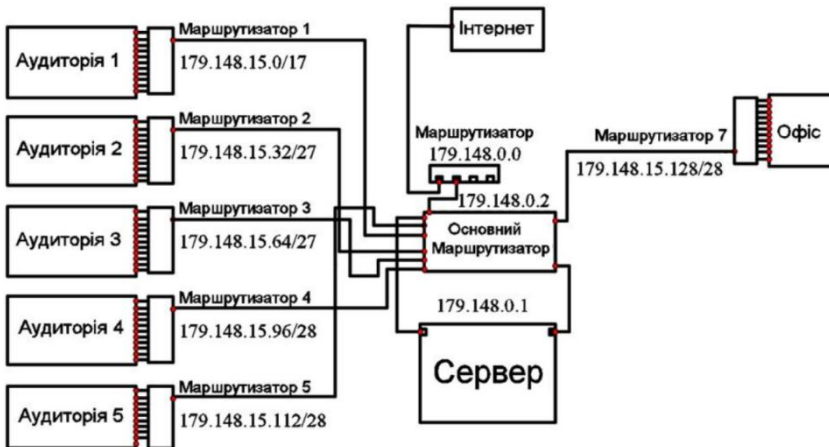 Аудиторія 1
Маршрутизатор 1
179.148.15.0/17
Аудиторія 2
Маршрутизатор 2
179.148.15.32/27
Аудиторія 3
Маршрутизатор 3
179.148.15.64/27
Аудиторія 4
Маршрутизатор 4
179.148.15.96/28
Аудиторія 5
Маршрутизатор 5
179.148.15.112/28
Інтернет
Маршрутизатор
179.148.0.0
179.148.0.2
Основний
Маршрутизатор
179.148.0.1
Сервер
Маршрутизатор 7
179.148.15.128/28
Офіс